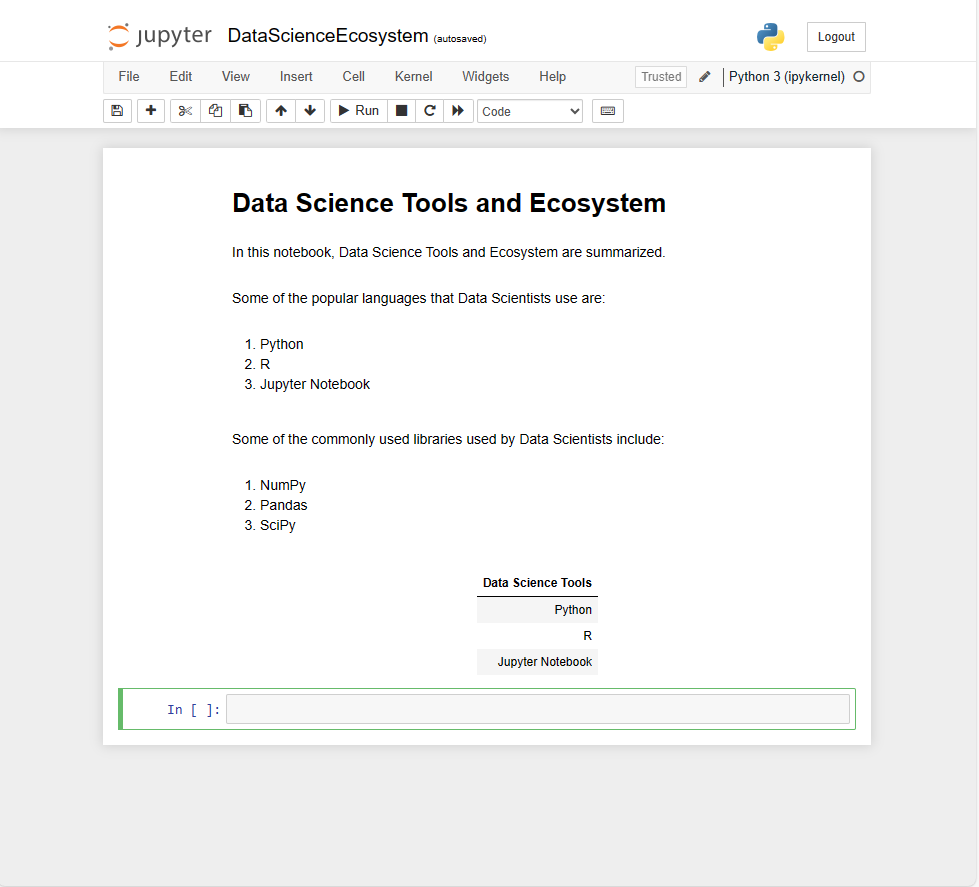 jupyter DataScienceEcosystem (autosaved)
Logout
File Edit View Insert Cell Kernel Widgets Help Trusted Python 3 (ipykernel)
Run Code
Data Science Tools and Ecosystem
In this notebook, Data Science Tools and Ecosystem are summarized.
Some of the popular languages that Data Scientists use are:
1. Python
2. R
3. Jupyter Notebook
Some of the commonly used libraries used by Data Scientists include:
1. NumPy
2. Pandas
3. SciPy
Data Science Tools
Python
R
Jupyter Notebook
In [ ]: